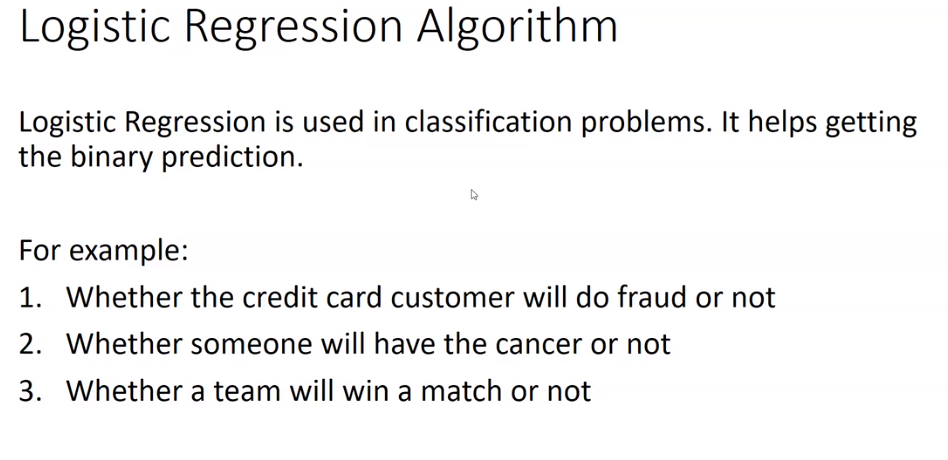 Logistic Regression Algorithm
Logistic Regression is used in classification problems. It helps getting
the binary prediction.
For example:
1. Whether the credit card customer will do fraud or not
2. Whether someone will have the cancer or not
3. Whether a team will win a match or not